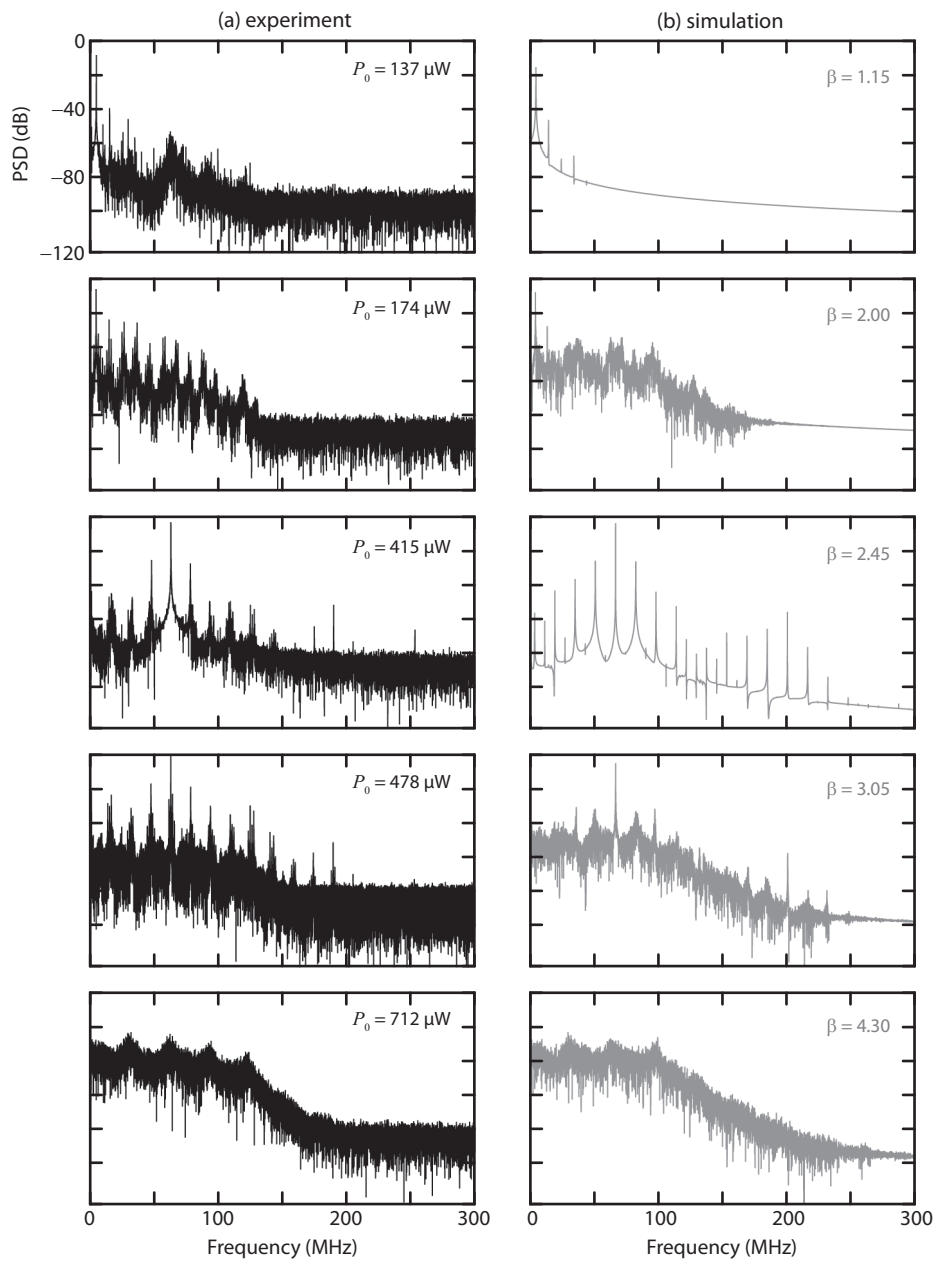 (a) experiment
(b) simulation
0
−40
−80
−120
PSD (dB)
P₀ = 137 μW
β = 1.15
P₀ = 174 μW
β = 2.00
P₀ = 415 μW
β = 2.45
P₀ = 478 μW
β = 3.05
P₀ = 712 μW
β = 4.30
0 100 200 300
0 100 200 300
Frequency (MHz)
Frequency (MHz)